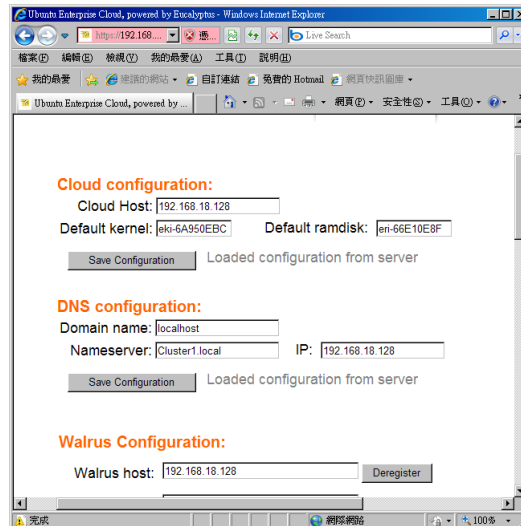 Ubuntu Enterprise Cloud, powered by Eucalyptus - Windows Internet Explorer
https://192.168.... 憑... Live Search
檔案(F) 編輯(E) 檢視(V) 我的最愛(A) 工具(T) 說明(H)
我的最愛 建議的網站 自訂連結 免費的 Hotmail 網頁快訊圖庫
Ubuntu Enterprise Cloud, powered by ... 網頁(P) 安全性(S) 工具(O)
Cloud configuration:
Cloud Host: 192.168.18.128
Default kernel: eki-6A950EBC Default ramdisk: eri-66E10E8F
Save Configuration Loaded configuration from server
DNS configuration:
Domain name: localhost
Nameserver: Cluster1.local IP: 192.168.18.128
Save Configuration Loaded configuration from server
Walrus Configuration:
Walrus host: 192.168.18.128 Deregister
完成 網際網路 100%